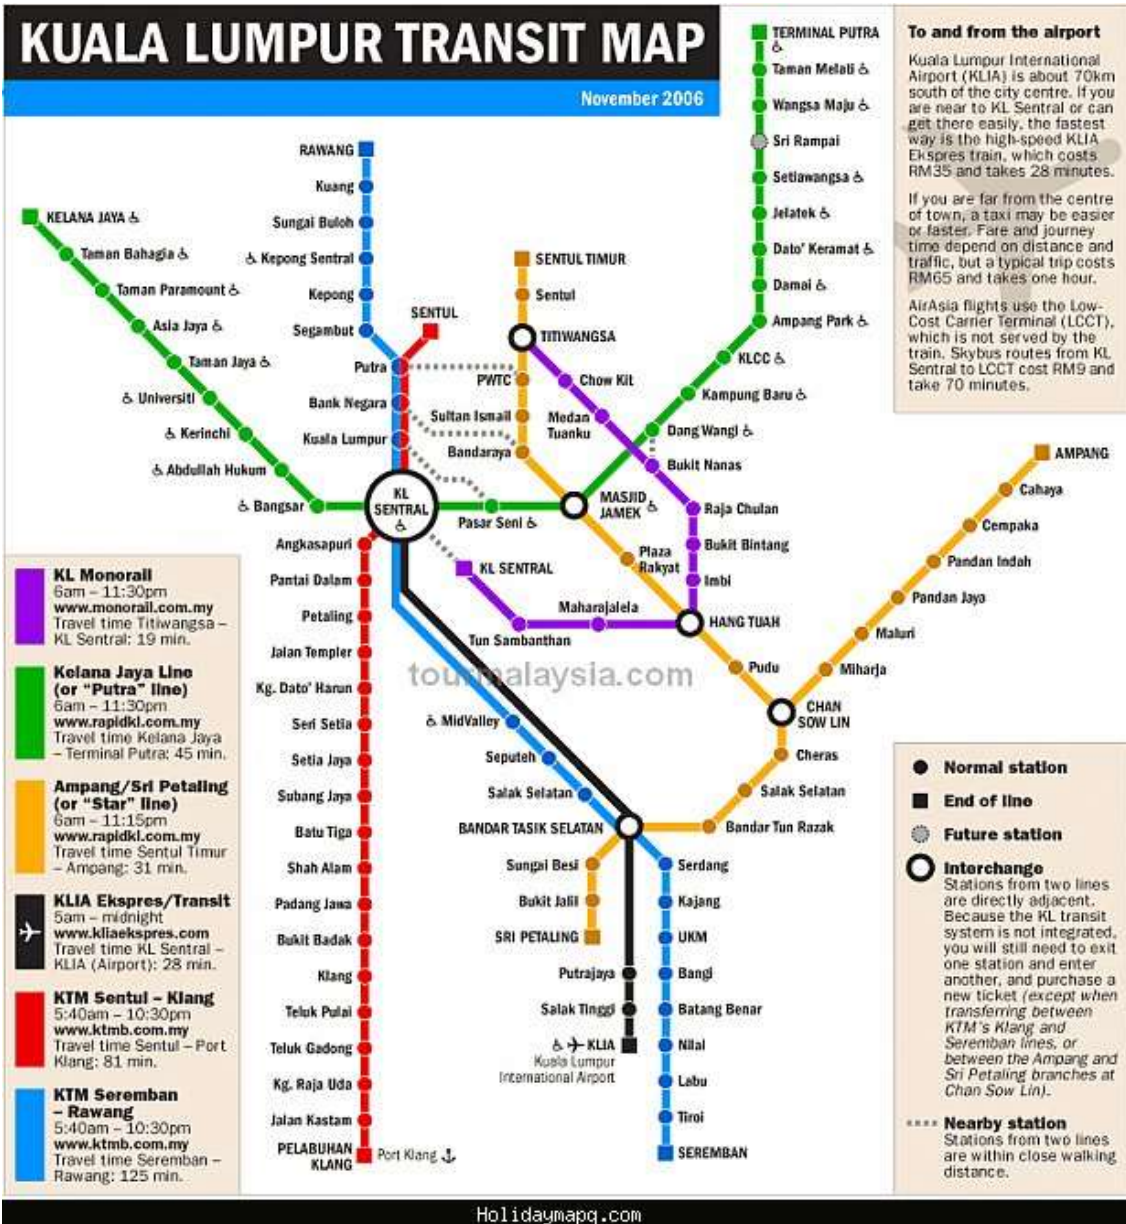 KUALA LUMPUR TRANSIT MAP
November 2006
To and from the airport
Kuala Lumpur International
Airport (KLIA) is about 70km
south of the city centre. If you
are near to KL Sentral or can
get there easily, the fastest
way is the high-speed KLIA
Ekspres train, which costs
RM35 and takes 28 minutes.
If you are far from the centre
of town, a taxi may be easier
or faster. Fare and journey
time depend on distance and
traffic, but a typical trip costs
RM65 and takes one hour.
AirAsia flights use the Low-
Cost Carrier Terminal (LCCT),
which is not served by the
train. Skybus routes from KL
Sentral to LCCT cost RM9 and
take 70 minutes.
TERMINAL PUTRA
Taman Melati
Wangsa Maju
Sri Rampai
Setiawangsa
Jelatek
Dato' Keramat
Damai
Ampang Park
KLCC
Kampung Baru
Dang Wangi
RAWANG
Kuang
Sungai Buloh
Kepong Sentral
Kepong
Segambut
Putra
Bank Negara
Kuala Lumpur
SENTUL
KELANA JAYA
Taman Bahagia
Taman Paramount
Asia Jaya
Taman Jaya
Universiti
Kerinchi
Abdullah Hukum
Bangsar
KL
SENTRAL
Pasar Seni
MASJID
JAMEK
SENTUL TIMUR
Sentul
TITIWANGSA
PWTC
Sultan Ismail
Bandaraya
Chow Kit
Medan
Tuanku
Bukit Nanas
Raja Chulan
Bukit Bintang
Imbi
HANG TUAH
Maharajalela
Tun Sambanthan
KL SENTRAL
Plaza
Rakyat
Pudu
CHAN
SOW LIN
AMPANG
Cahaya
Cempaka
Pandan Indah
Pandan Jaya
Maluri
Miharja
Cheras
Salak Selatan
Bandar Tun Razak
Angkasapuri
Pantai Dalam
Petaling
Jalan Templer
Kg. Dato' Harun
Seri Setia
Setia Jaya
Subang Jaya
Batu Tiga
Shah Alam
Padang Jawa
Bukit Badak
Klang
Teluk Pulai
Teluk Gadong
Kg. Raja Uda
Jalan Kastam
PELABUHAN
KLANG
Port Klang
tourmalaysia.com
MidValley
Seputeh
Salak Selatan
BANDAR TASIK SELATAN
Sungai Besi
Bukit Jalil
SRI PETALING
Putrajaya
Salak Tinggi
KLIA
Kuala Lumpur
International Airport
Serdang
Kajang
UKM
Bangi
Batang Benar
Nilai
Labu
Tiroi
SEREMBAN
KL Monorail
6am – 11:30pm
www.monorail.com.my
Travel time Titiwangsa –
KL Sentral: 19 min.
Kelana Jaya Line
(or “Putra” line)
6am – 11:30pm
www.rapidkl.com.my
Travel time Kelana Jaya
– Terminal Putra: 45 min.
Ampang/Sri Petaling
(or “Star” line)
6am – 11:15pm
www.rapidkl.com.my
Travel time Sentul Timur
– Ampang: 31 min.
KLIA Ekspres/Transit
5am – midnight
www.kliaekspres.com
Travel time KL Sentral –
KLIA (Airport): 28 min.
KTM Sentul – Klang
5:40am – 10:30pm
www.ktmb.com.my
Travel time Sentul – Port
Klang: 81 min.
KTM Seremban
– Rawang
5:40am – 10:30pm
www.ktmb.com.my
Travel time Seremban –
Rawang: 125 min.
Normal station
End of line
Future station
Interchange
Stations from two lines
are directly adjacent.
Because the KL transit
system is not integrated,
you will still need to exit
one station and enter
another, and purchase a
new ticket (except when
transferring between
KTM's Klang and
Seremban lines, or
between the Ampang and
Sri Petaling branches at
Chan Sow Lin).
Nearby station
Stations from two lines
are within close walking
distance.
Holidaymapq.com